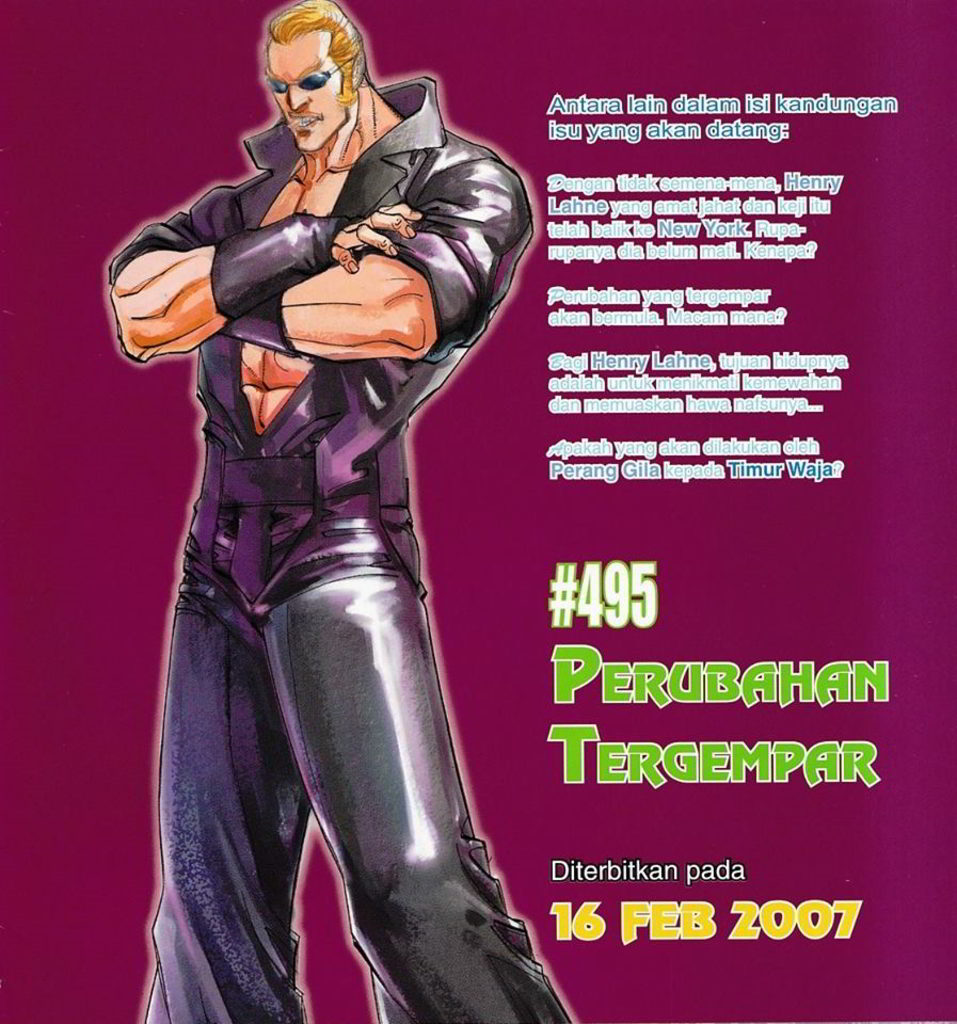 Antara lain dalam isi kandungan
isu yang akan datang:
Dengan tidak semena-mena, Henry
Lahne yang amat jahat dan keji itu
telah balik ke New York. Rupa-
rupanya dia belum mati. Kenapa?
Perubahan yang tergempar
akan bermula. Macam mana?
Bagi Henry Lahne, tujuan hidupnya
adalah untuk menikmati kemewahan
dan memuaskan hawa nafsunya...
Apakah yang akan dilakukan oleh
Perang Gila kepada Timur Waja?
#495
PERUBAHAN
TERGEMPAR
Diterbitkan pada
16 FEB 2007